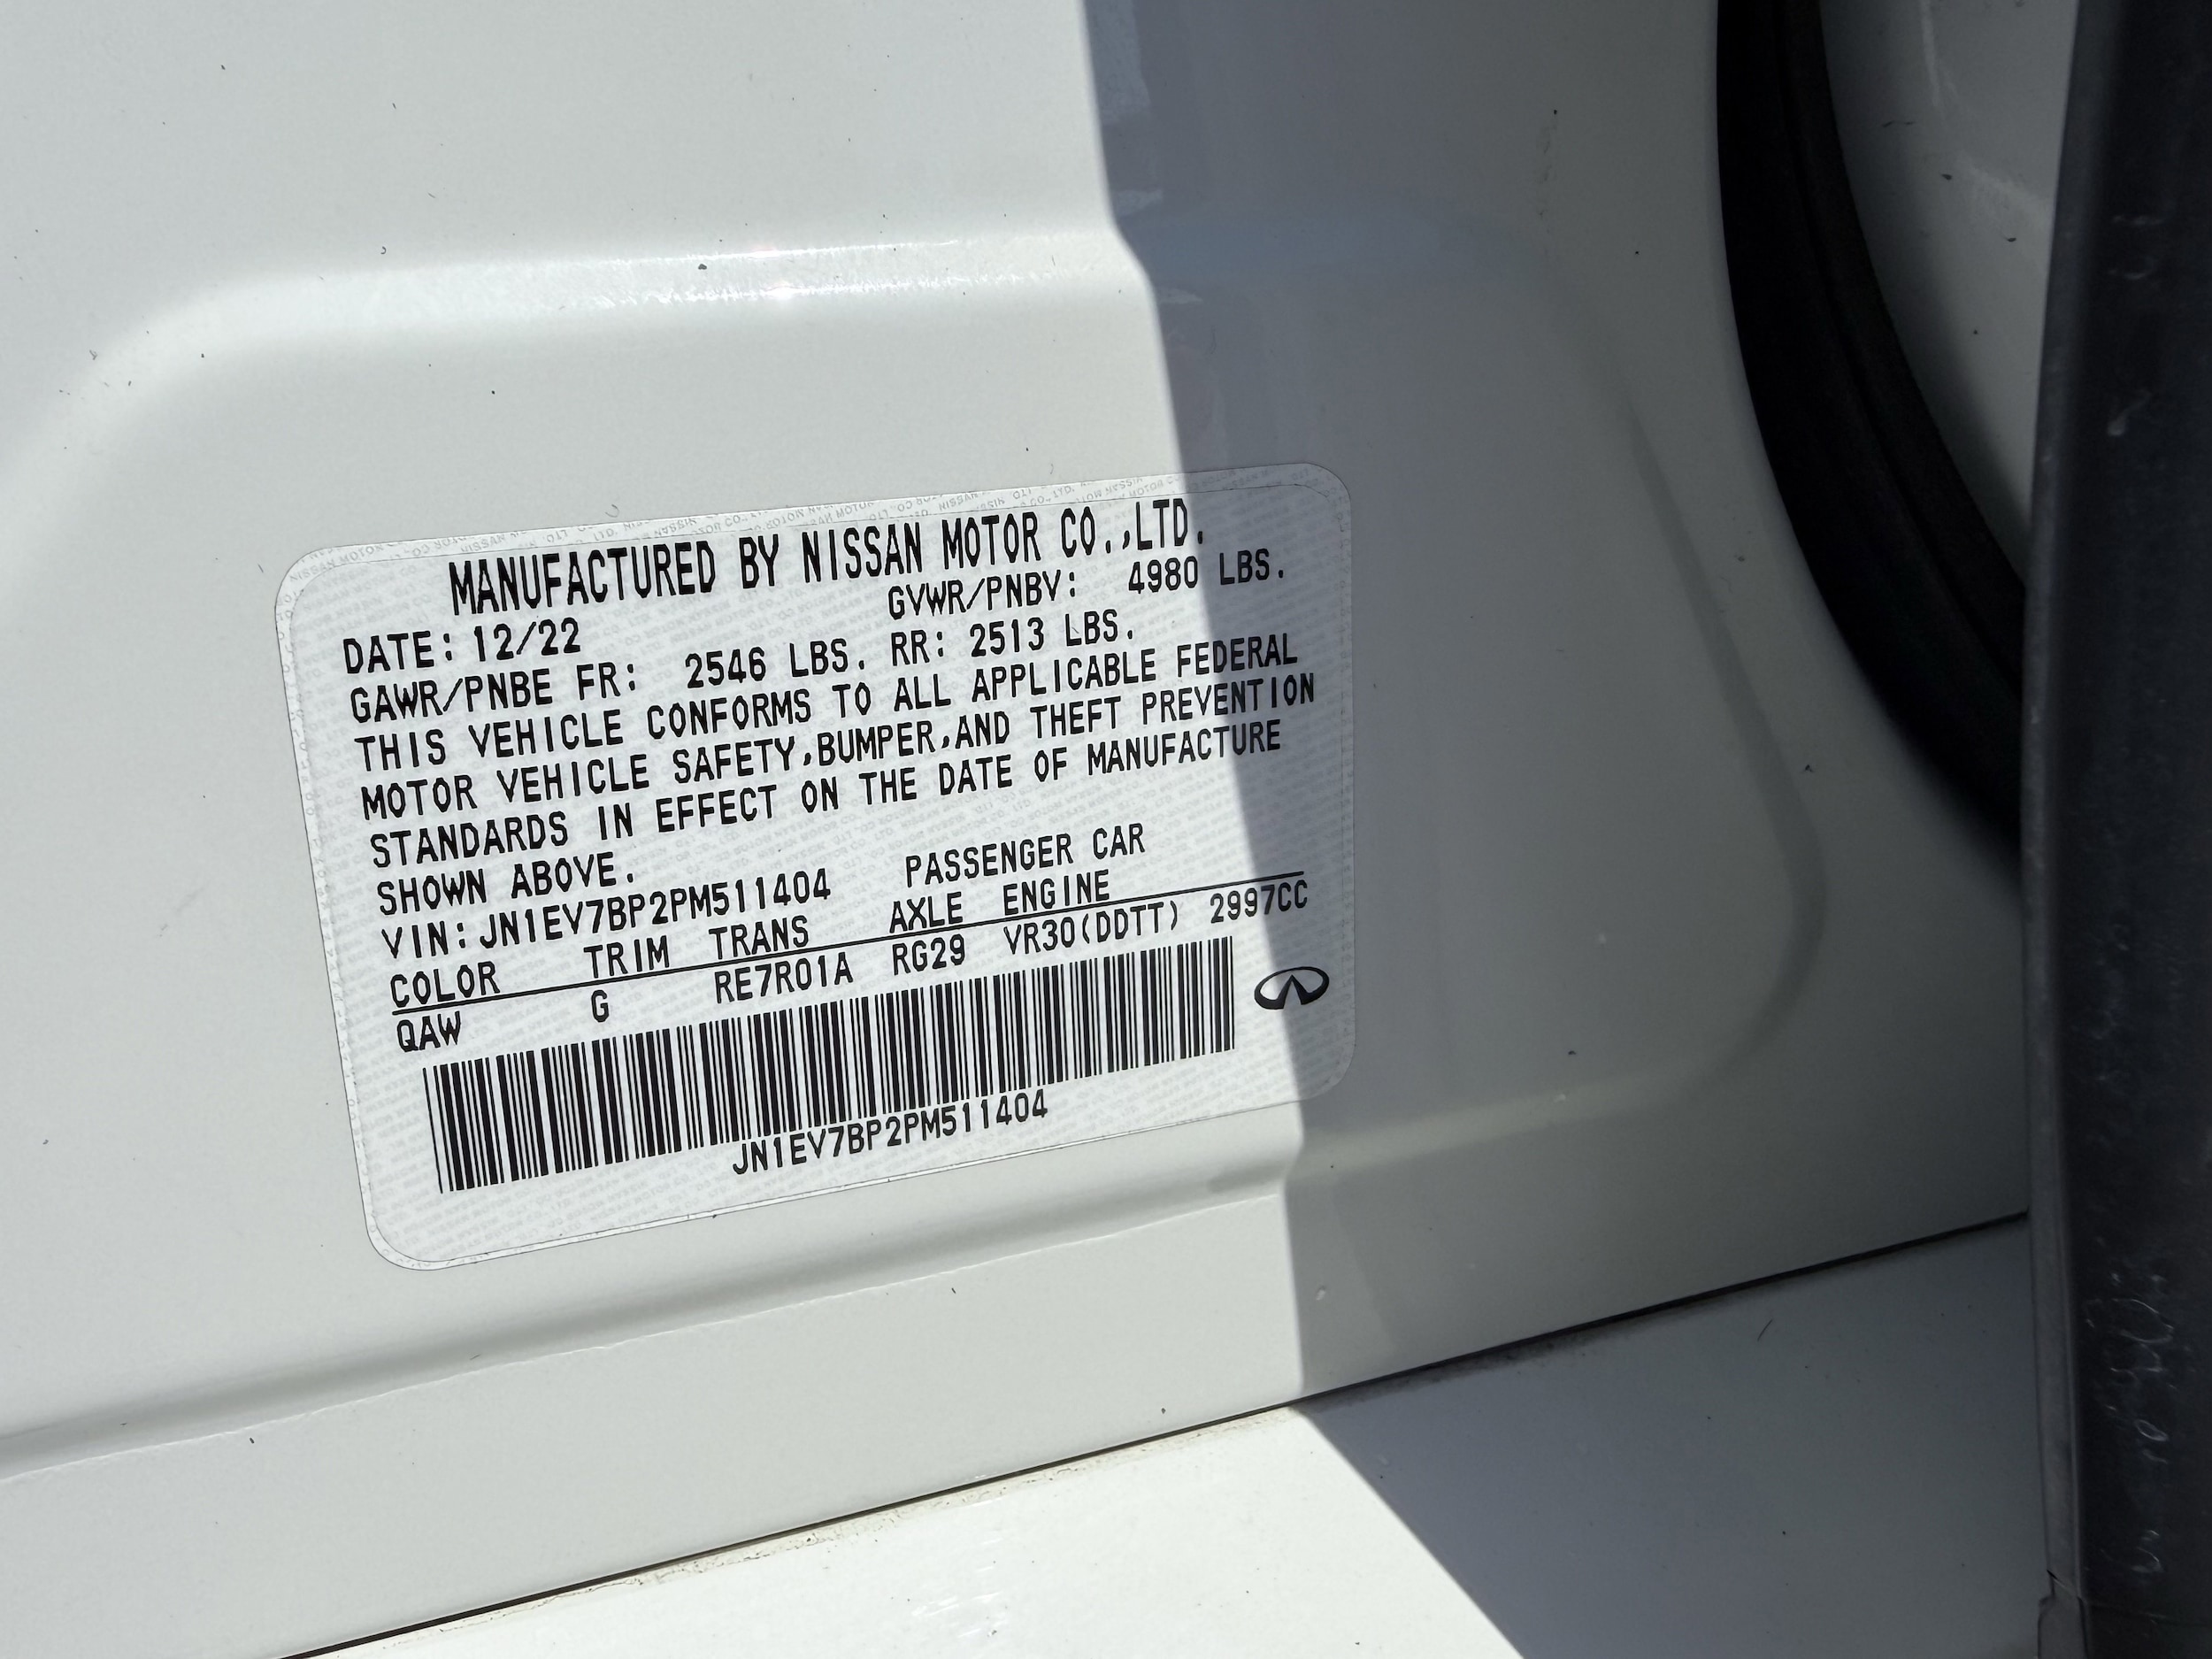 MANUFACTURED BY NISSAN MOTOR CO.,LTD.
GVWR/PNBV: 4980 LBS.
DATE: 12/22
GAWR/PNBE FR: 2546 LBS. RR: 2513 LBS.
THIS VEHICLE CONFORMS TO ALL APPLICABLE FEDERAL
MOTOR VEHICLE SAFETY,BUMPER,AND THEFT PREVENTION
STANDARDS IN EFFECT ON THE DATE OF MANUFACTURE
SHOWN ABOVE.
VIN:JN1EV7BP2PM511404 PASSENGER CAR
COLOR TRIM TRANS AXLE ENGINE
QAW G RE7R01A RG29 VR30(DDTT) 2997CC
JN1EV7BP2PM511404